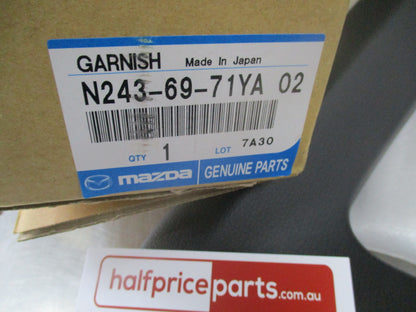 GARNISH Made In Japan
N243-69-71YA 02
QTY 1 LOT 7A30
mazda GENUINE PARTS
halfpriceparts.com.au